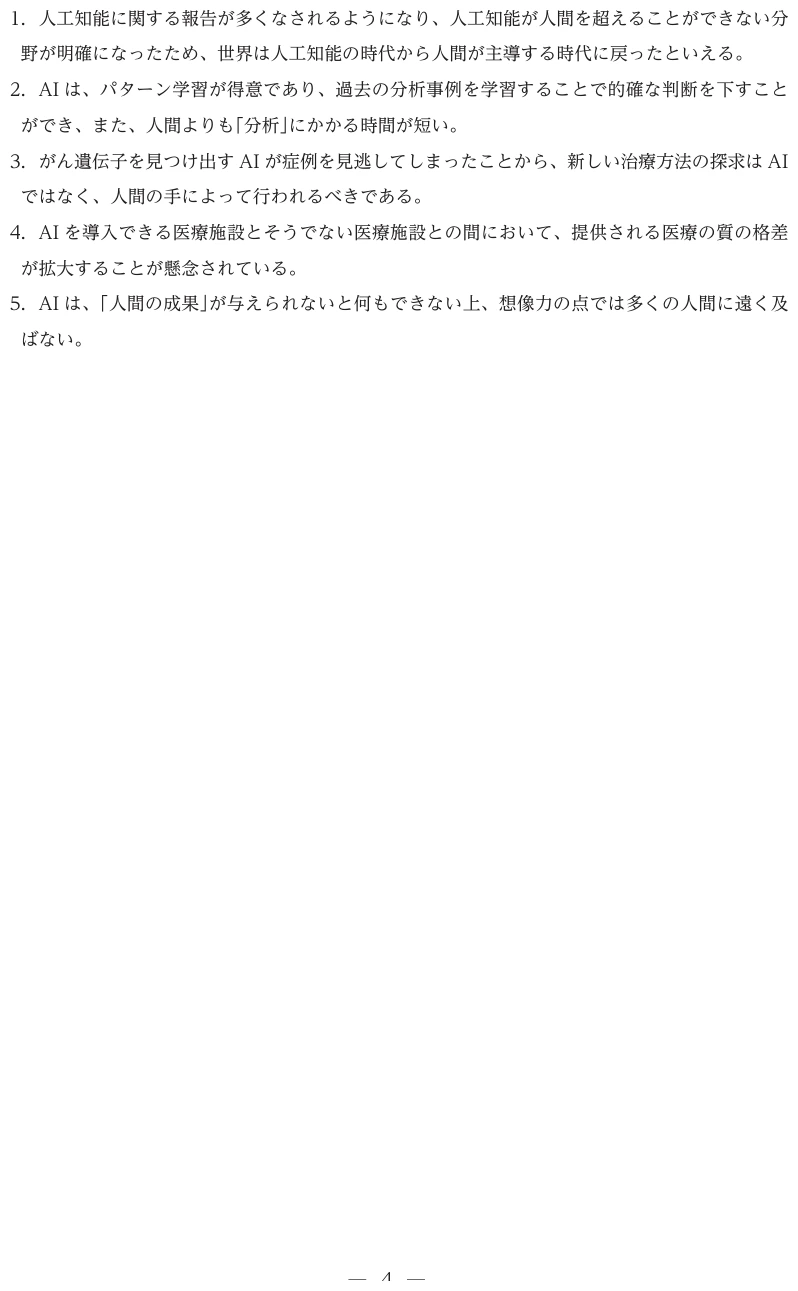 1. 人工知能に関する報告が多くなされるようになり、人工知能が人間を超えることができない分
野が明確になったため、世界は人工知能の時代から人間が主導する時代に戻ったといえる。
2. AI は、パターン学習が得意であり、過去の分析事例を学習することで的確な判断を下すこと
ができ、また、人間よりも｢分析｣にかかる時間が短い。
3. がん遺伝子を見つけ出す AI が症例を見逃してしまったことから、新しい治療方法の探求は AI
ではなく、人間の手によって行われるべきである。
4. AI を導入できる医療施設とそうでない医療施設との間において、提供される医療の質の格差
が拡大することが懸念されている。
5. AI は、｢人間の成果｣が与えられないと何もできない上、想像力の点では多くの人間に遠く及
ばない。
― 4 ―